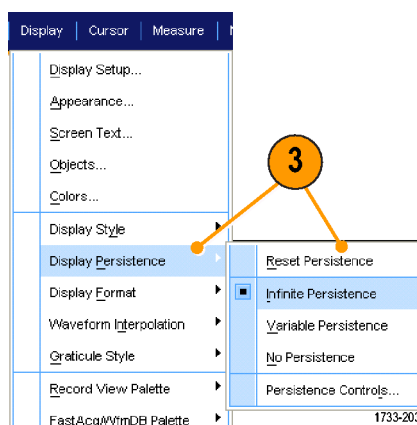 Display Cursor Measure
Display Setup...
Appearance...
Screen Text...
Objects...
Colors...
3
Display Style
Display Persistence
Reset Persistence
Display Format
Infinite Persistence
Waveform Interpolation
Variable Persistence
Graticule Style
No Persistence
Record View Palette
Persistence Controls...
FastAcq/WfmDB Palette
1733-203